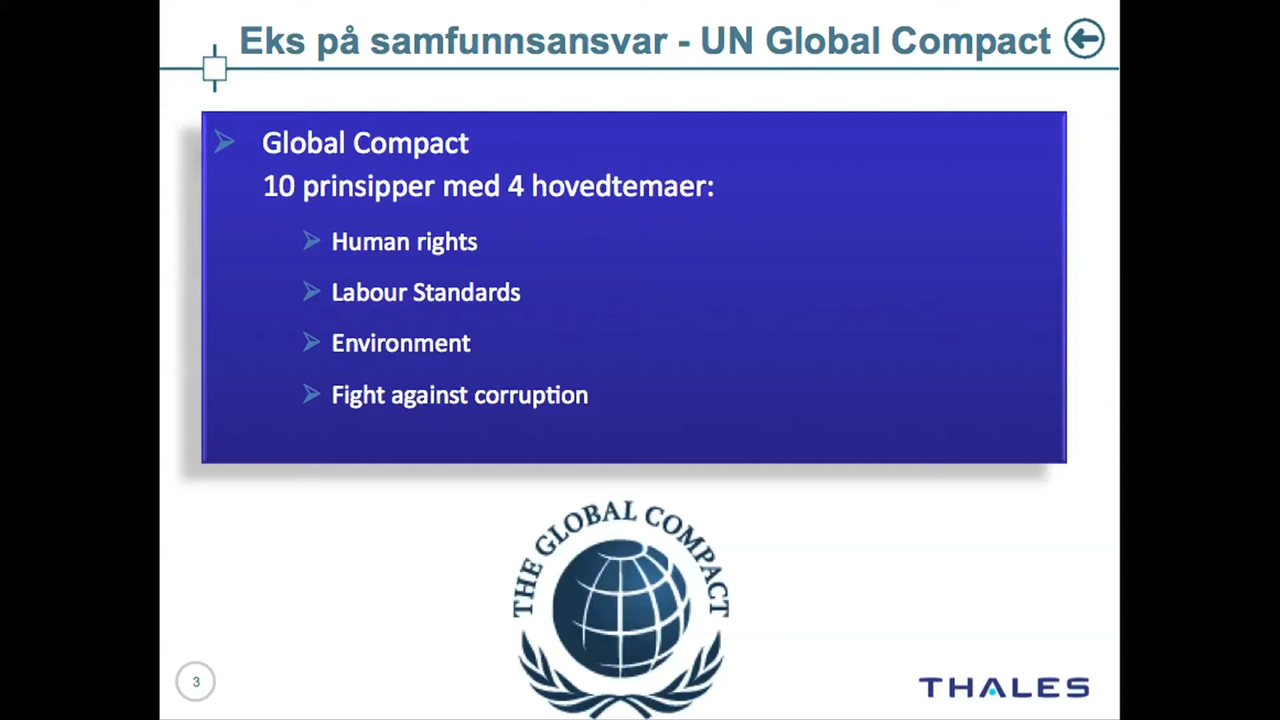 Eks på samfunnsansvar - UN Global Compact
Global Compact
10 prinsipper med 4 hovedtemaer:
Human rights
Labour Standards
Environment
Fight against corruption
THE GLOBAL COMPACT
3
THALES